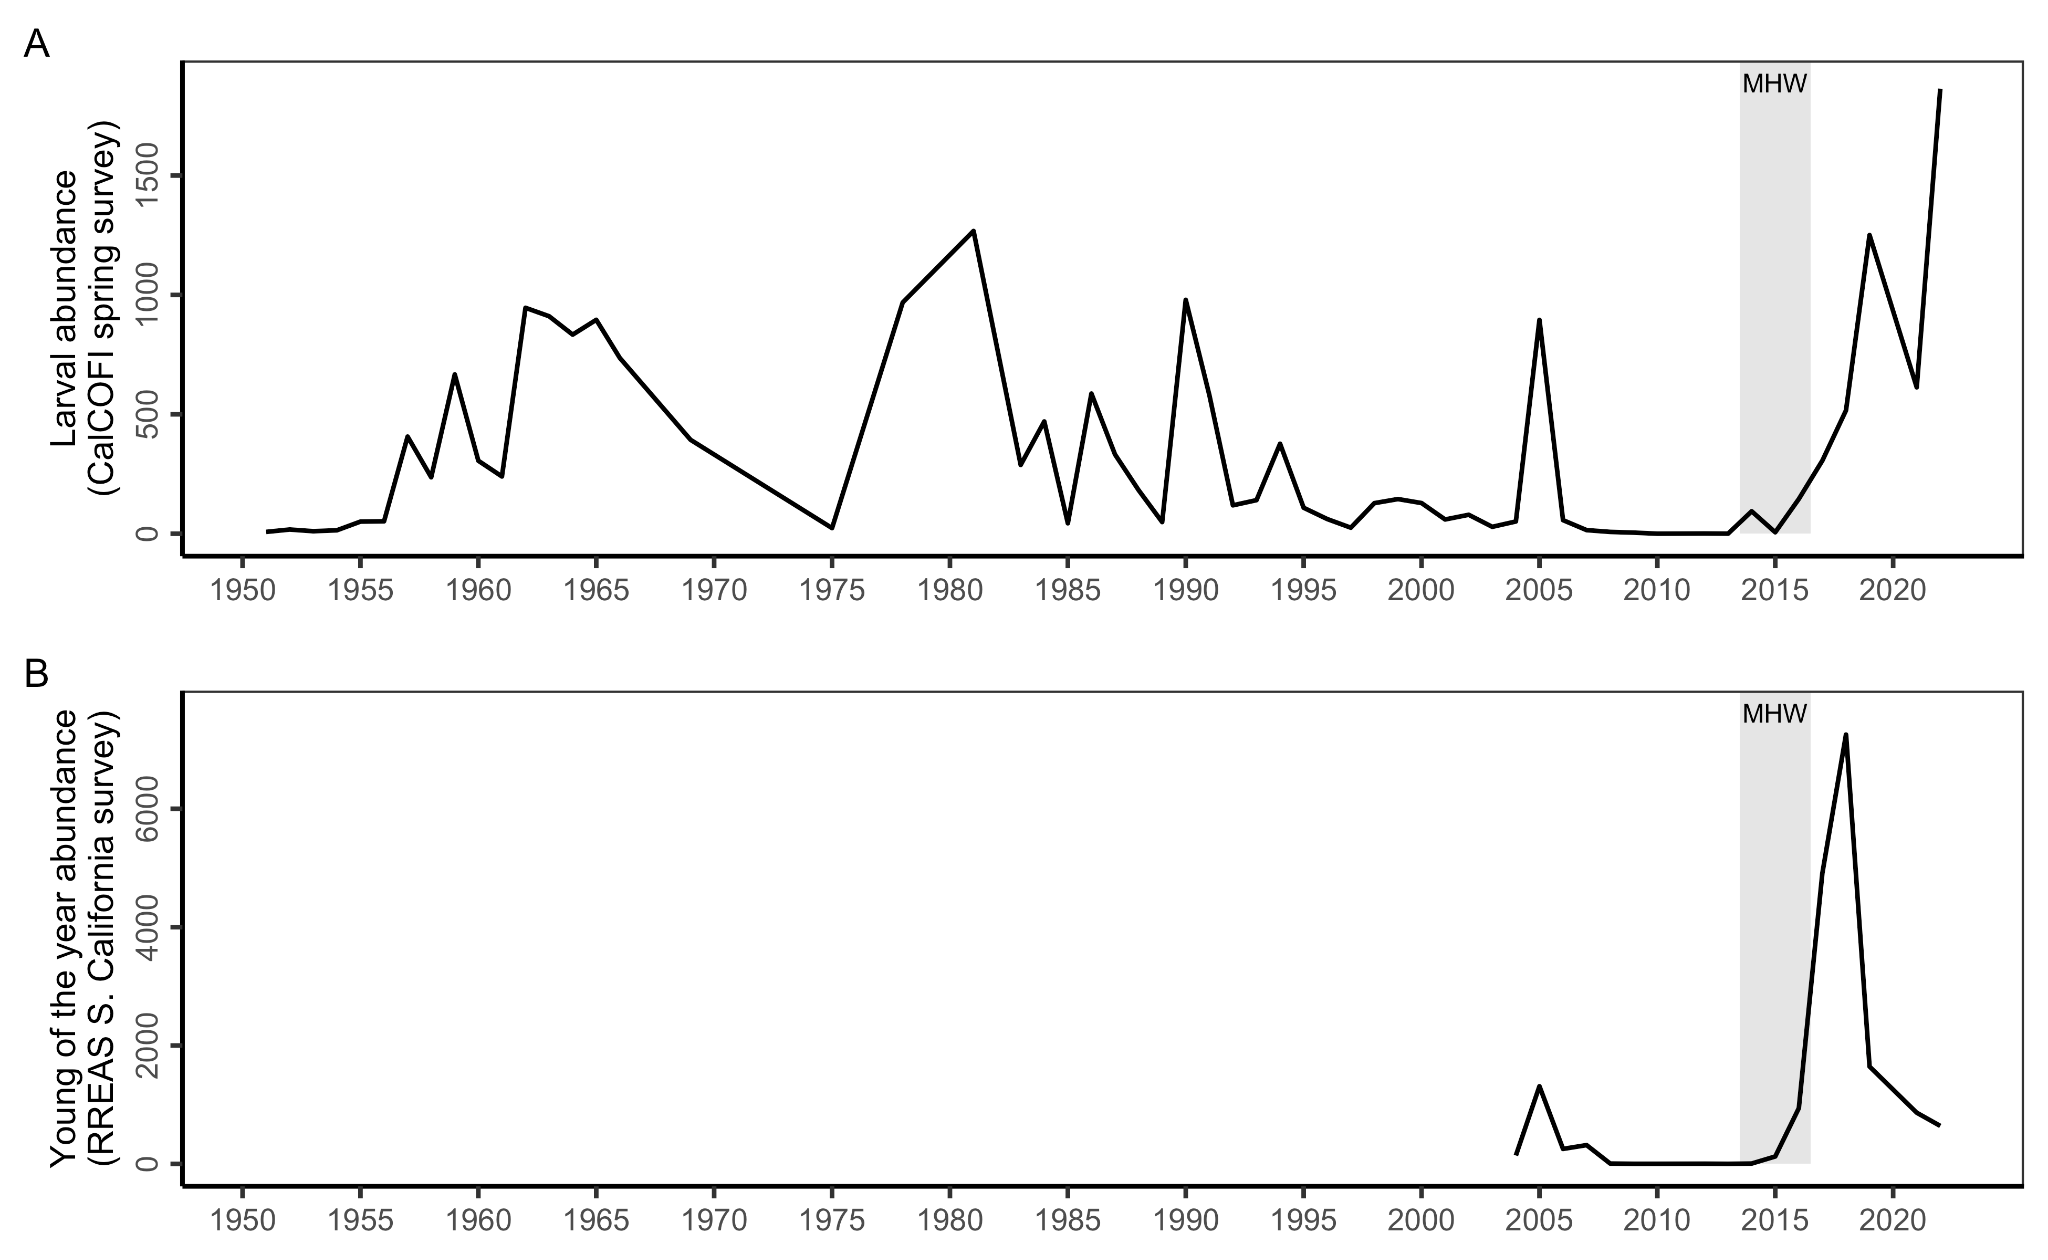 A
MHW
Larval abundance
(CalCOFI spring survey)
1500
1000
500
0
1950 1955 1960 1965 1970 1975 1980 1985 1990 1995 2000 2005 2010 2015 2020
B
MHW
Young of the year abundance
(RREAS S. California survey)
6000
4000
2000
0
1950 1955 1960 1965 1970 1975 1980 1985 1990 1995 2000 2005 2010 2015 2020